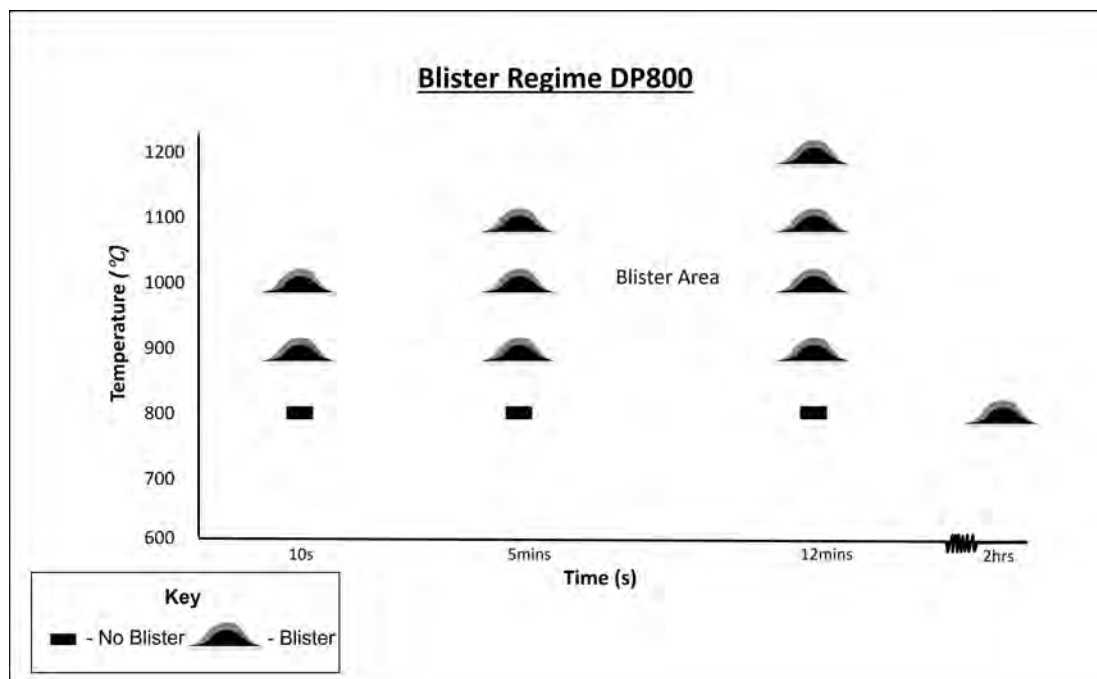 Blister Regime DP800
1200
1100
1000
900
800
700
600
Temperature (°C)
Blister Area
10s
5mins
12mins
2hrs
Time (s)
Key
- No Blister
- Blister